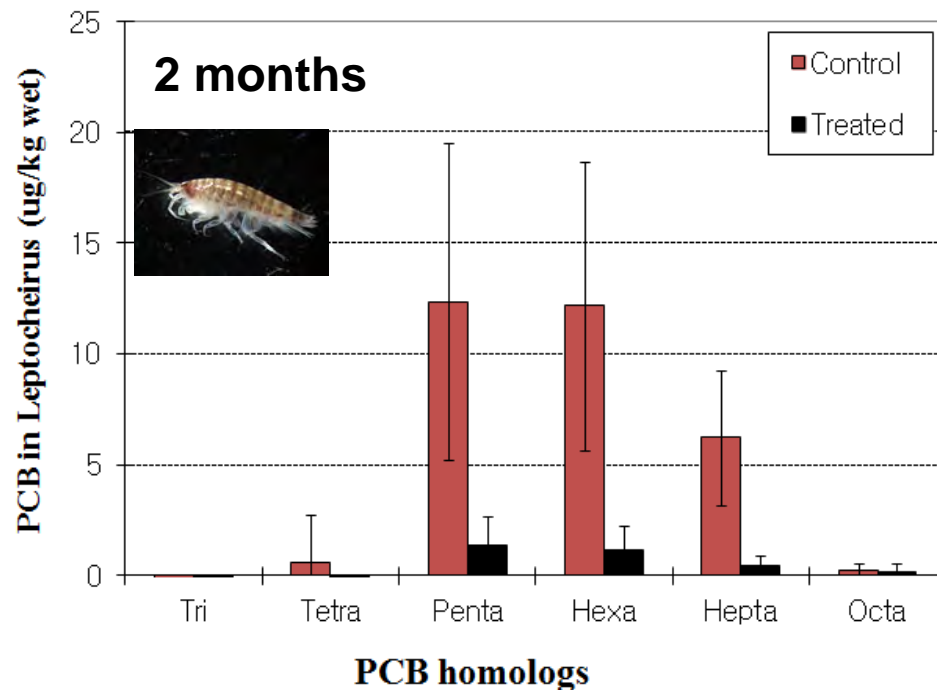 25
20
15
10
5
0
PCB in Leptocheirus (ug/kg wet)
2 months
Control
Treated
Tri Tetra Penta Hexa Hepta Octa
PCB homologs